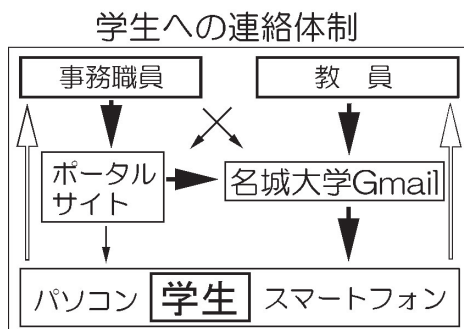 学生への連絡体制
事務職員
教　員
ポータル
サイト
名城大学Gmail
パソコン
学生
スマートフォン